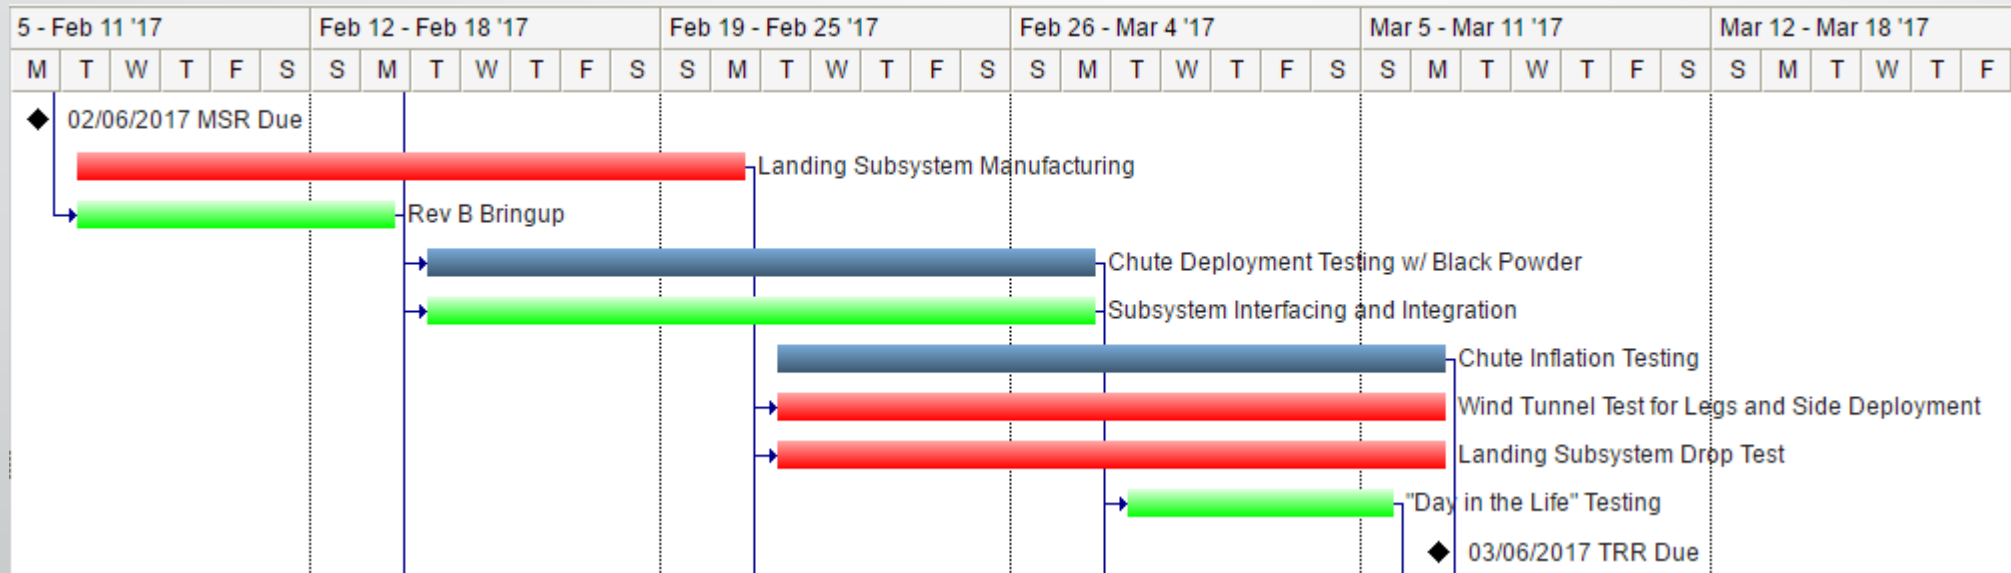 5 - Feb 11 '17 Feb 12 - Feb 18 '17 Feb 19 - Feb 25 '17 Feb 26 - Mar 4 '17 Mar 5 - Mar 11 '17 Mar 12 - Mar 18 '17
M T W T F S S M T W T F S S M T W T F S S M T W T F S S M T W T F S S M T W T F
02/06/2017 MSR Due
Landing Subsystem Manufacturing
Rev B Bringup
Chute Deployment Testing w/ Black Powder
Subsystem Interfacing and Integration
Chute Inflation Testing
Wind Tunnel Test for Legs and Side Deployment
Landing Subsystem Drop Test
"Day in the Life" Testing
03/06/2017 TRR Due